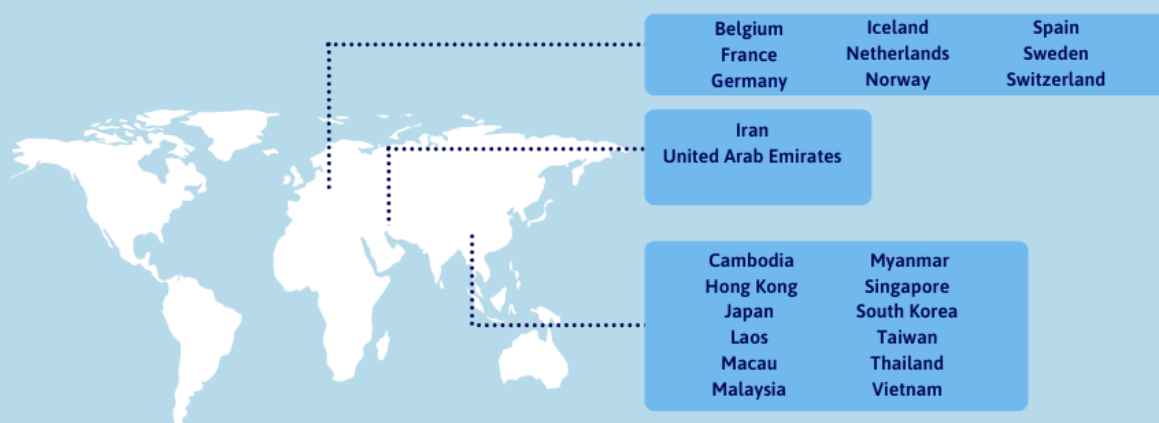 Belgium
France
Germany
Iceland
Netherlands
Norway
Spain
Sweden
Switzerland
Iran
United Arab Emirates
Cambodia
Hong Kong
Japan
Laos
Macau
Malaysia
Myanmar
Singapore
South Korea
Taiwan
Thailand
Vietnam